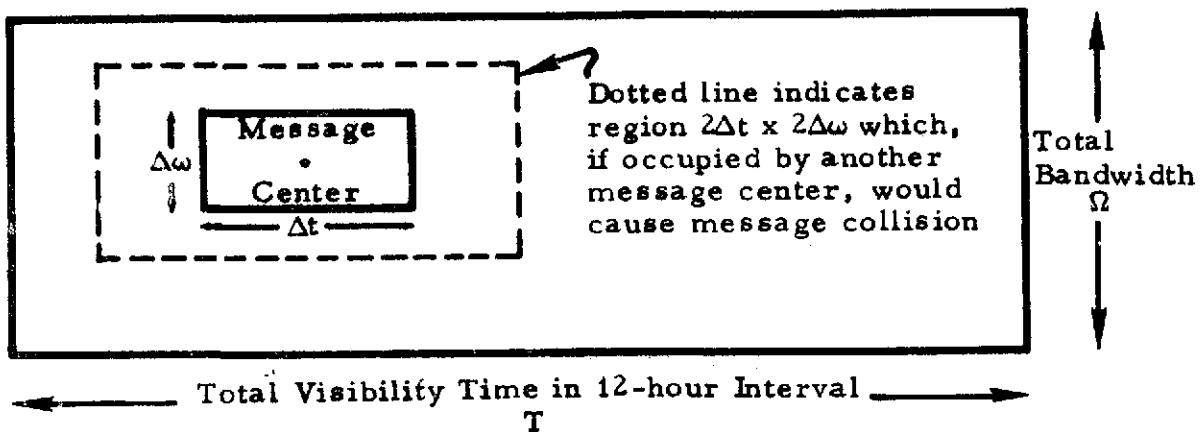 Message
Center
Δω
Δt
Dotted line indicates
region 2Δt x 2Δω which,
if occupied by another
message center, would
cause message collision
Total
Bandwidth
Ω
Total Visibility Time in 12-hour Interval
T